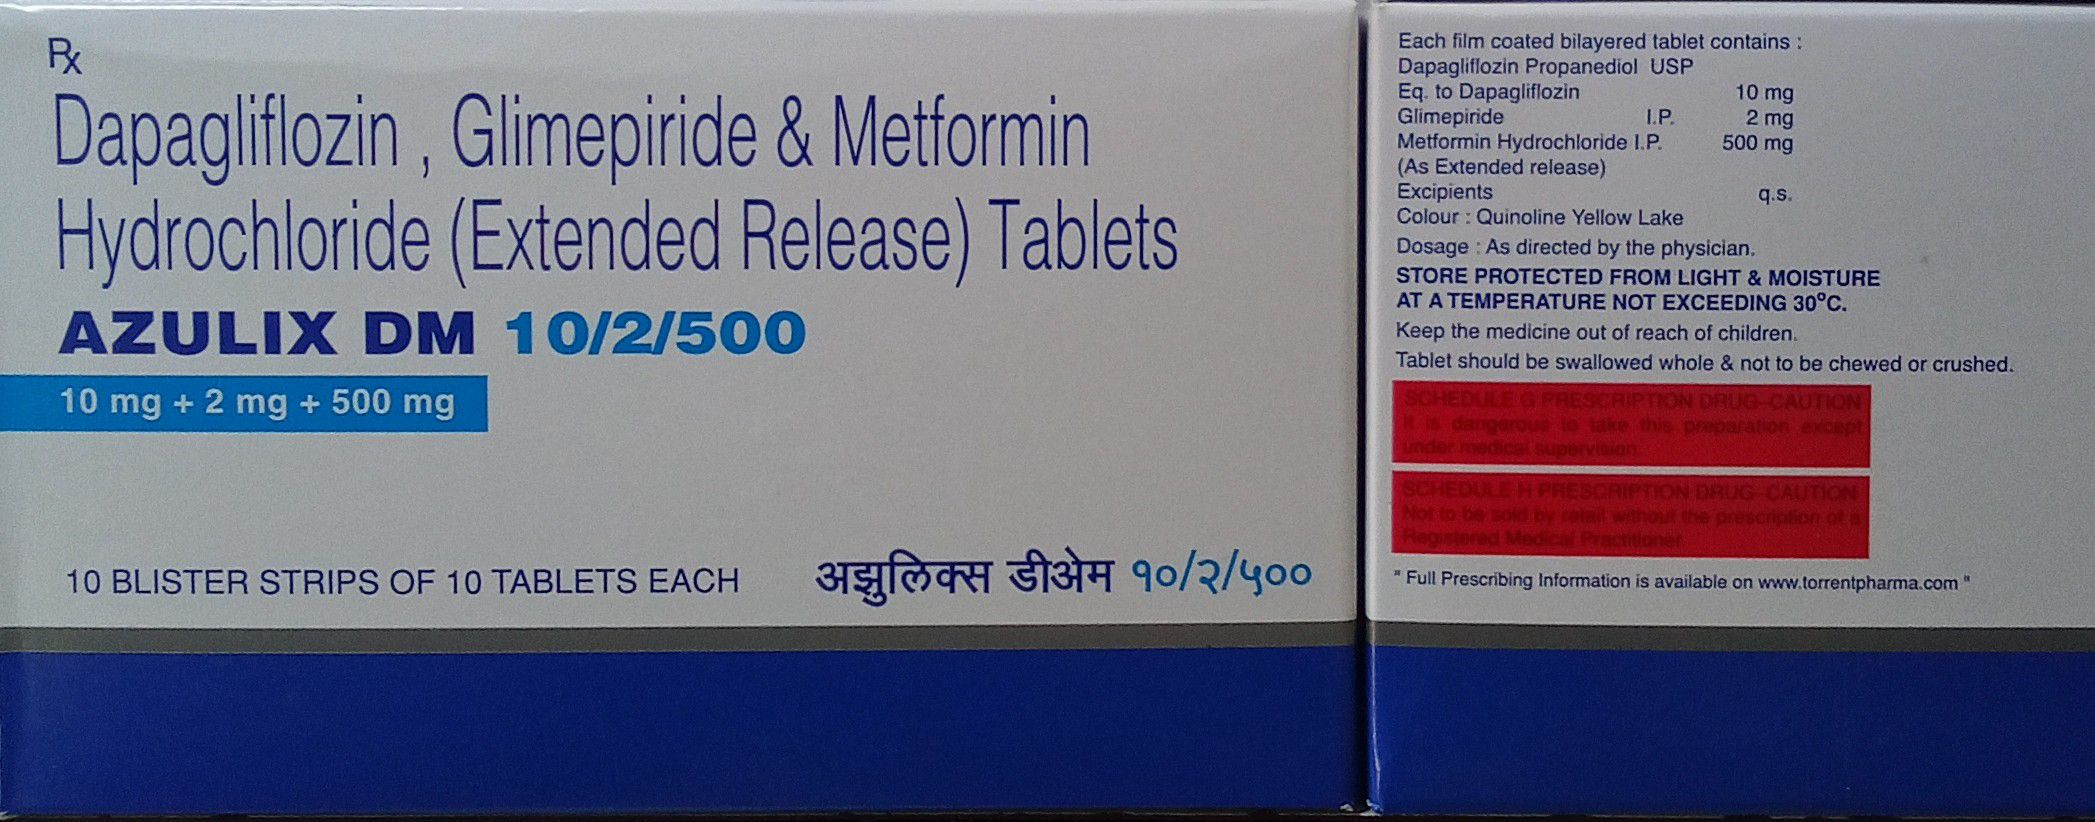 Rx
Dapagliflozin , Glimepiride & Metformin
Hydrochloride (Extended Release) Tablets
AZULIX DM 10/2/500
10 mg + 2 mg + 500 mg
10 BLISTER STRIPS OF 10 TABLETS EACH
अझुलिक्स डीअेम १०/२/५००
Each film coated bilayered tablet contains :
Dapagliflozin Propanediol USP
Eq. to Dapagliflozin 10 mg
Glimepiride I.P. 2 mg
Metformin Hydrochloride I.P. 500 mg
(As Extended release)
Excipients q.s.
Colour : Quinoline Yellow Lake
Dosage : As directed by the physician.
STORE PROTECTED FROM LIGHT & MOISTURE
AT A TEMPERATURE NOT EXCEEDING 30°C.
Keep the medicine out of reach of children.
Tablet should be swallowed whole & not to be chewed or crushed.
SCHEDULE G PRESCRIPTION DRUG-CAUTION
It is dangerous to take this preparation except
under medical supervision.
SCHEDULE H PRESCRIPTION DRUG-CAUTION
Not to be sold by retail without the prescription of a
Registered Medical Practitioner.
" Full Prescribing Information is available on www.torrentpharma.com "